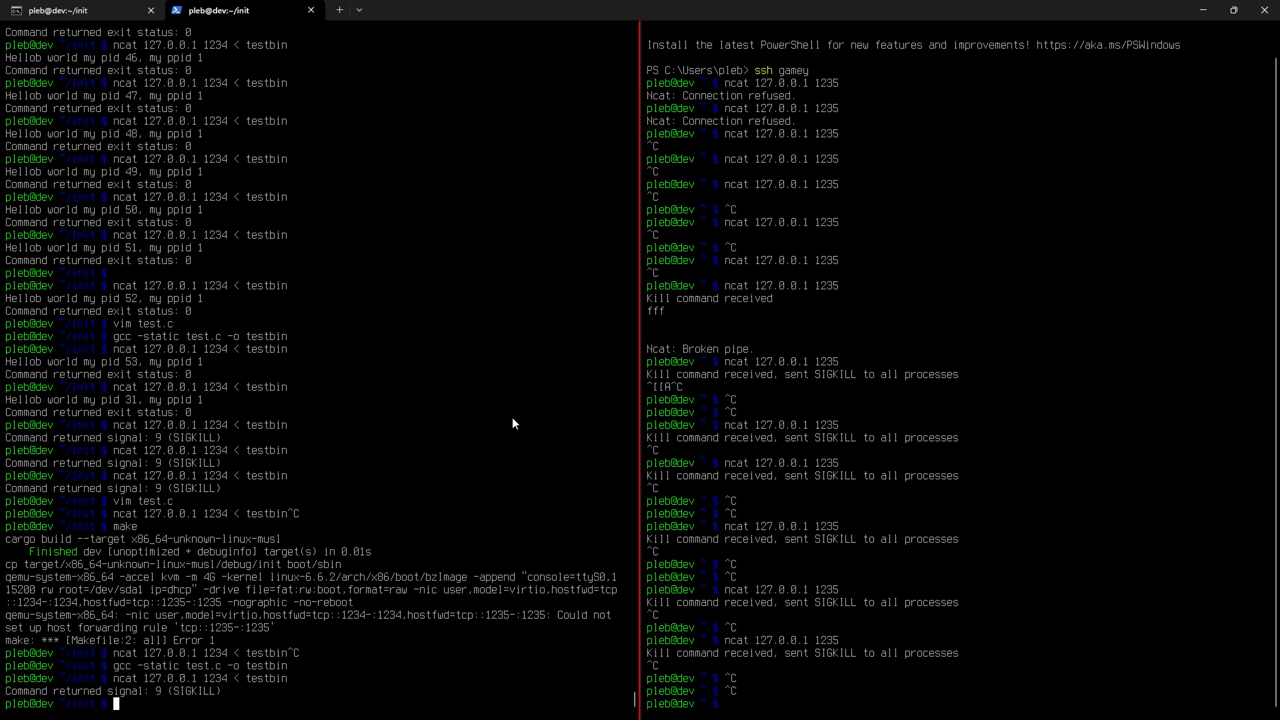 pleb@dev:~/init
pleb@dev:~/init
Command returned exit status: 0
pleb@dev ~/init $ ncat 127.0.0.1 1234 < testbin
Hellob world my pid 46, my ppid 1
Command returned exit status: 0
pleb@dev ~/init $ ncat 127.0.0.1 1234 < testbin
Hellob world my pid 47, my ppid 1
Command returned exit status: 0
pleb@dev ~/init $ ncat 127.0.0.1 1234 < testbin
Hellob world my pid 48, my ppid 1
Command returned exit status: 0
pleb@dev ~/init $ ncat 127.0.0.1 1234 < testbin
Hellob world my pid 49, my ppid 1
Command returned exit status: 0
pleb@dev ~/init $ ncat 127.0.0.1 1234 < testbin
Hellob world my pid 50, my ppid 1
Command returned exit status: 0
pleb@dev ~/init $ ncat 127.0.0.1 1234 < testbin
Hellob world my pid 51, my ppid 1
Command returned exit status: 0
pleb@dev ~/init $
pleb@dev ~/init $ ncat 127.0.0.1 1234 < testbin
Hellob world my pid 52, my ppid 1
Command returned exit status: 0
pleb@dev ~/init $ vim test.c
pleb@dev ~/init $ gcc -static test.c -o testbin
pleb@dev ~/init $ ncat 127.0.0.1 1234 < testbin
Hellob world my pid 53, my ppid 1
Command returned exit status: 0
pleb@dev ~/init $ ncat 127.0.0.1 1234 < testbin
Hellob world my pid 31, my ppid 1
Command returned exit status: 0
pleb@dev ~/init $ ncat 127.0.0.1 1234 < testbin
Command returned signal: 9 (SIGKILL)
pleb@dev ~/init $ ncat 127.0.0.1 1234 < testbin
Command returned signal: 9 (SIGKILL)
pleb@dev ~/init $ ncat 127.0.0.1 1234 < testbin
Command returned signal: 9 (SIGKILL)
pleb@dev ~/init $ vim test.c
pleb@dev ~/init $ ncat 127.0.0.1 1234 < testbin^C
pleb@dev ~/init $ make
cargo build --target x86_64-unknown-linux-musl
Finished dev [unoptimized + debuginfo] target(s) in 0.01s
cp target/x86_64-unknown-linux-musl/debug/init boot/sbin
qemu-system-x86_64 -accel kvm -m 4G -kernel linux-6.6.2/arch/x86/boot/bzImage -append "console=ttyS0,1
15200 rw root=/dev/sda1 ip=dhcp" -drive file=fat:rw:boot,format=raw -nic user,model=virtio,hostfwd=tcp
::1234-:1234,hostfwd=tcp::1235-:1235 -nographic -no-reboot
qemu-system-x86_64: -nic user,model=virtio,hostfwd=tcp::1234-:1234,hostfwd=tcp::1235-:1235: Could not
set up host forwarding rule 'tcp::1235-:1235'
make: *** [Makefile:2: all] Error 1
pleb@dev ~/init $ ncat 127.0.0.1 1234 < testbin^C
pleb@dev ~/init $ gcc -static test.c -o testbin
pleb@dev ~/init $ ncat 127.0.0.1 1234 < testbin
Command returned signal: 9 (SIGKILL)
pleb@dev ~/init $
Install the latest PowerShell for new features and improvements! https://aka.ms/PSWindows
PS C:\Users\pleb> ssh gamey
pleb@dev ~ $ ncat 127.0.0.1 1235
Ncat: Connection refused.
pleb@dev ~ $ ncat 127.0.0.1 1235
Ncat: Connection refused.
pleb@dev ~ $ ncat 127.0.0.1 1235
^C
pleb@dev ~ $ ncat 127.0.0.1 1235
^C
pleb@dev ~ $ ncat 127.0.0.1 1235
^C
pleb@dev ~ $ ^C
pleb@dev ~ $ ncat 127.0.0.1 1235
^C
pleb@dev ~ $ ^C
pleb@dev ~ $ ncat 127.0.0.1 1235
^C
pleb@dev ~ $ ncat 127.0.0.1 1235
Kill command received
fff
Ncat: Broken pipe.
pleb@dev ~ $ ncat 127.0.0.1 1235
Kill command received, sent SIGKILL to all processes
^[[A^C
pleb@dev ~ $ ^C
pleb@dev ~ $ ^C
pleb@dev ~ $ ncat 127.0.0.1 1235
Kill command received, sent SIGKILL to all processes
^C
pleb@dev ~ $ ncat 127.0.0.1 1235
Kill command received, sent SIGKILL to all processes
^C
pleb@dev ~ $ ^C
pleb@dev ~ $ ^C
pleb@dev ~ $ ncat 127.0.0.1 1235
Kill command received, sent SIGKILL to all processes
^C
pleb@dev ~ $ ^C
pleb@dev ~ $ ^C
pleb@dev ~ $ ncat 127.0.0.1 1235
Kill command received, sent SIGKILL to all processes
^C
pleb@dev ~ $ ^C
pleb@dev ~ $ ncat 127.0.0.1 1235
Kill command received, sent SIGKILL to all processes
^C
pleb@dev ~ $ ^C
pleb@dev ~ $ ^C
pleb@dev ~ $